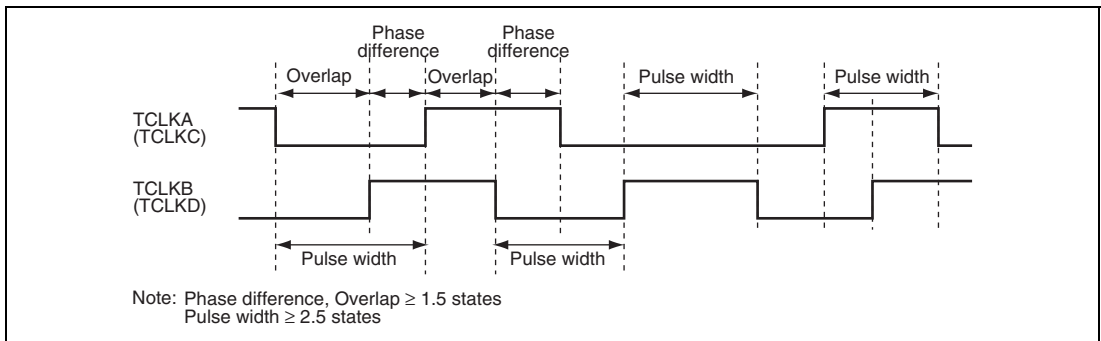 Phase difference
Phase difference
Overlap
Overlap
Pulse width
Pulse width
TCLKA
(TCLKC)
TCLKB
(TCLKD)
Pulse width
Pulse width
Note: Phase difference, Overlap ≥ 1.5 states
Pulse width ≥ 2.5 states